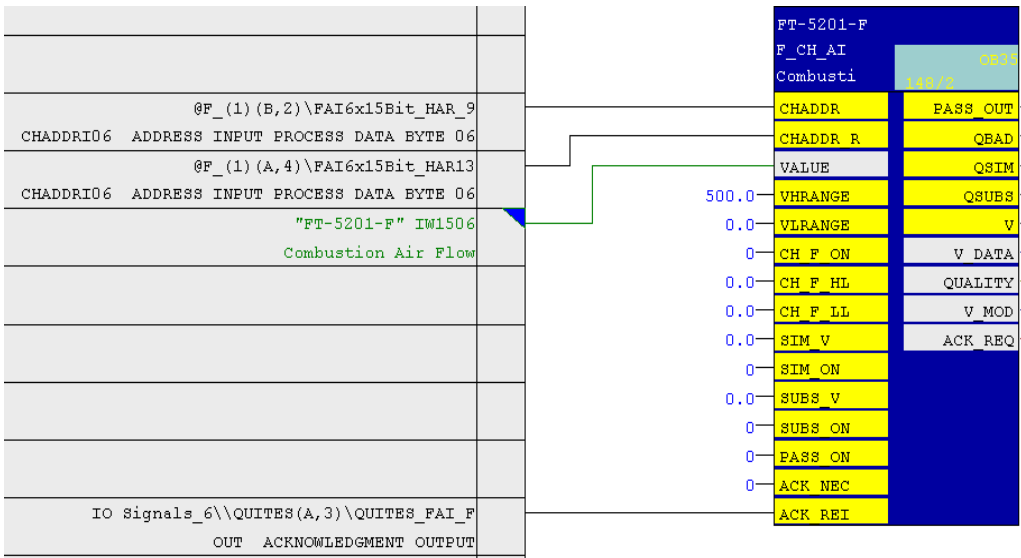 FT-5201-F
F_CH_AI
Combusti
OB35
148/2
@F_(1)(B,2)\FAI6x15Bit_HAR_9
CHADDRI06 ADDRESS INPUT PROCESS DATA BYTE 06
@F_(1)(A,4)\FAI6x15Bit_HAR13
CHADDRI06 ADDRESS INPUT PROCESS DATA BYTE 06
"FT-5201-F" IW1506
Combustion Air Flow
IO Signals_6\\QUITES(A,3)\QUITES_FAI_F
OUT ACKNOWLEDGMENT OUTPUT
CHADDR PASS_OUT
CHADDR_R QBAD
VALUE QSIM
500.0 VHRANGE QSUBS
0.0 VLRANGE V
0 CH_F_ON V_DATA
0.0 CH_F_HL QUALITY
0.0 CH_F_LL V_MOD
0.0 SIM_V ACK_REQ
0 SIM_ON
0.0 SUBS_V
0 SUBS_ON
0 PASS_ON
0 ACK_NEC
ACK_REI